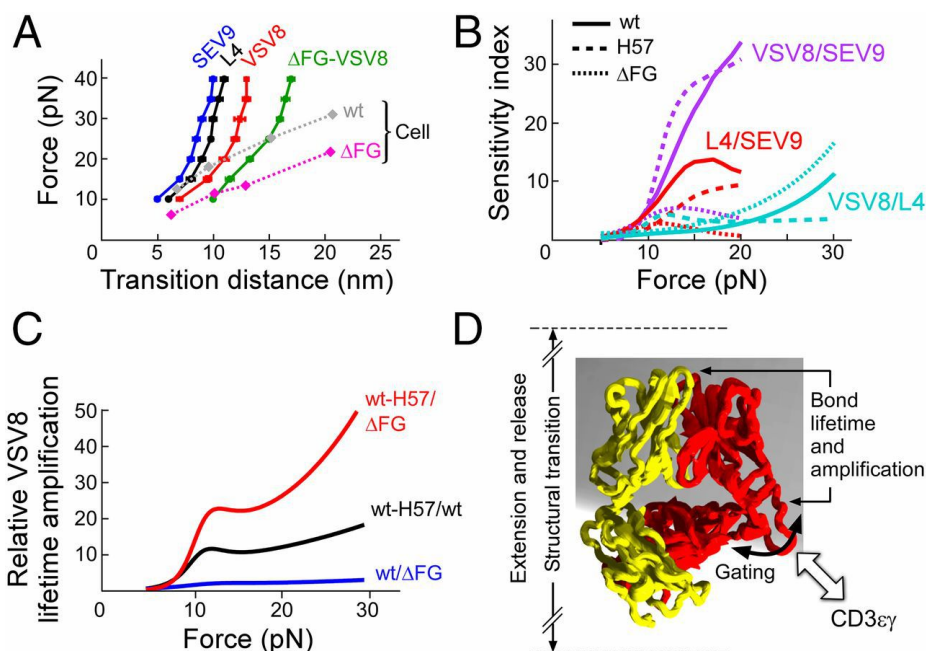 A
SEV9
L4
VSV8
ΔFG-VSV8
wt
ΔFG
Cell
Force (pN)
40
30
20
10
0
5
10
15
20
25
Transition distance (nm)
B
wt
H57
ΔFG
VSV8/SEV9
L4/SEV9
VSV8/L4
Sensitivity index
30
20
10
0
10
20
30
Force (pN)
C
wt-H57/
ΔFG
wt-H57/wt
wt/ΔFG
Relative VSV8
lifetime amplification
50
40
30
20
10
0
10
20
30
Force (pN)
D
Extension and release
Structural transition
Bond
lifetime
and
amplification
Gating
CD3εγ